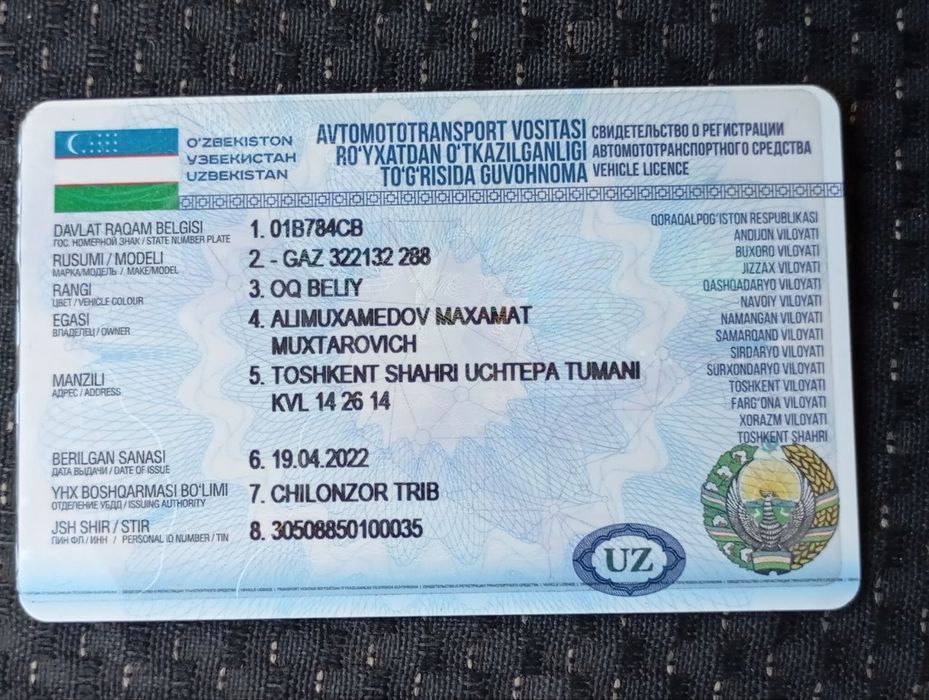 O'ZBEKISTON
ЎЗБЕКИСТАН
UZBEKISTAN
AVTOMOTOTRANSPORT VOSITASI
RO'YXATDAN O'TKAZILGANLIGI
TO'G'RISIDA GUVOHNOMA
СВИДЕТЕЛЬСТВО О РЕГИСТРАЦИИ
АВТОМОТОТРАНСПОРТНОГО СРЕДСТВА
VEHICLE LICENCE
DAVLAT RAQAM BELGISI 1. 01B784CB
ГОС. НОМЕРНОЙ ЗНАК / STATE NUMBER PLATE
RUSUMI / MODELI 2. - GAZ 322132 288
МАРКА/МОДЕЛЬ / MAKE/MODEL
RANGI 3. OQ BELIY
ЦВЕТ / VEHICLE COLOUR
EGASI 4. ALIMUXAMEDOV MAXAMAT
ВЛАДЕЛЕЦ / OWNER
MUXTAROVICH
MANZILI 5. TOSHKENT SHAHRI UCHTEPA TUMANI
АДРЕС / ADDRESS
KVL 14 26 14
BERILGAN SANASI 6. 19.04.2022
ДАТА ВЫДАЧИ / DATE OF ISSUE
YHX BOSHQARMASI BO'LIMI 7. CHILONZOR TRIB
ОТДЕЛЕНИЕ УБДД / ISSUING AUTHORITY
JSH SHIR / STIR 8. 30508850100035
ПИН ФЛ / ИНН / PERSONAL ID NUMBER / TIN
QORAQALPOG'ISTON RESPUBLIKASI
ANDIJON VILOYATI
BUXORO VILOYATI
JIZZAX VILOYATI
QASHQADARYO VILOYATI
NAVOIY VILOYATI
NAMANGAN VILOYATI
SAMARQAND VILOYATI
SIRDARYO VILOYATI
SURXONDARYO VILOYATI
TOSHKENT VILOYATI
FARG'ONA VILOYATI
XORAZM VILOYATI
TOSHKENT SHAHRI
UZ